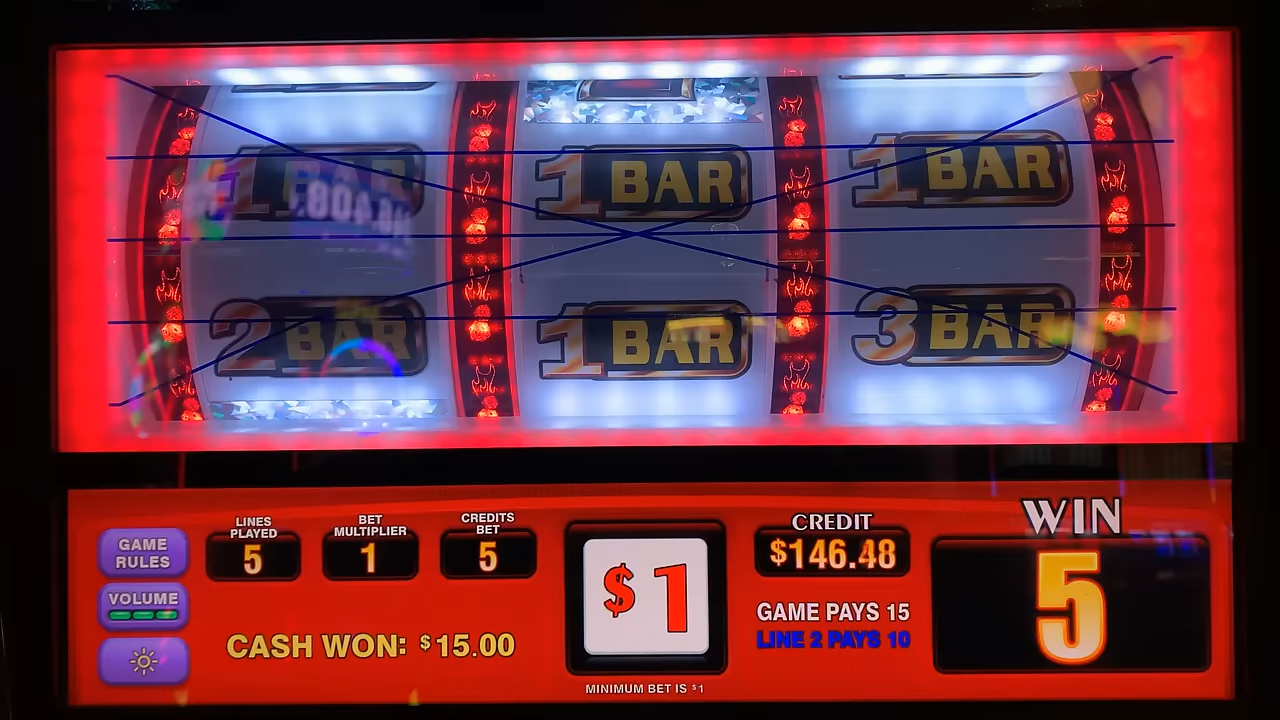 1 BAR 1 BAR 1 BAR
2 BAR 1 BAR 3 BAR
LINES PLAYED
5
BET MULTIPLIER
1
CREDITS BET
5
CREDIT
$146.48
WIN
5
GAME RULES
VOLUME
$1
GAME PAYS 15
LINE 2 PAYS 10
CASH WON: $15.00
MINIMUM BET IS $1